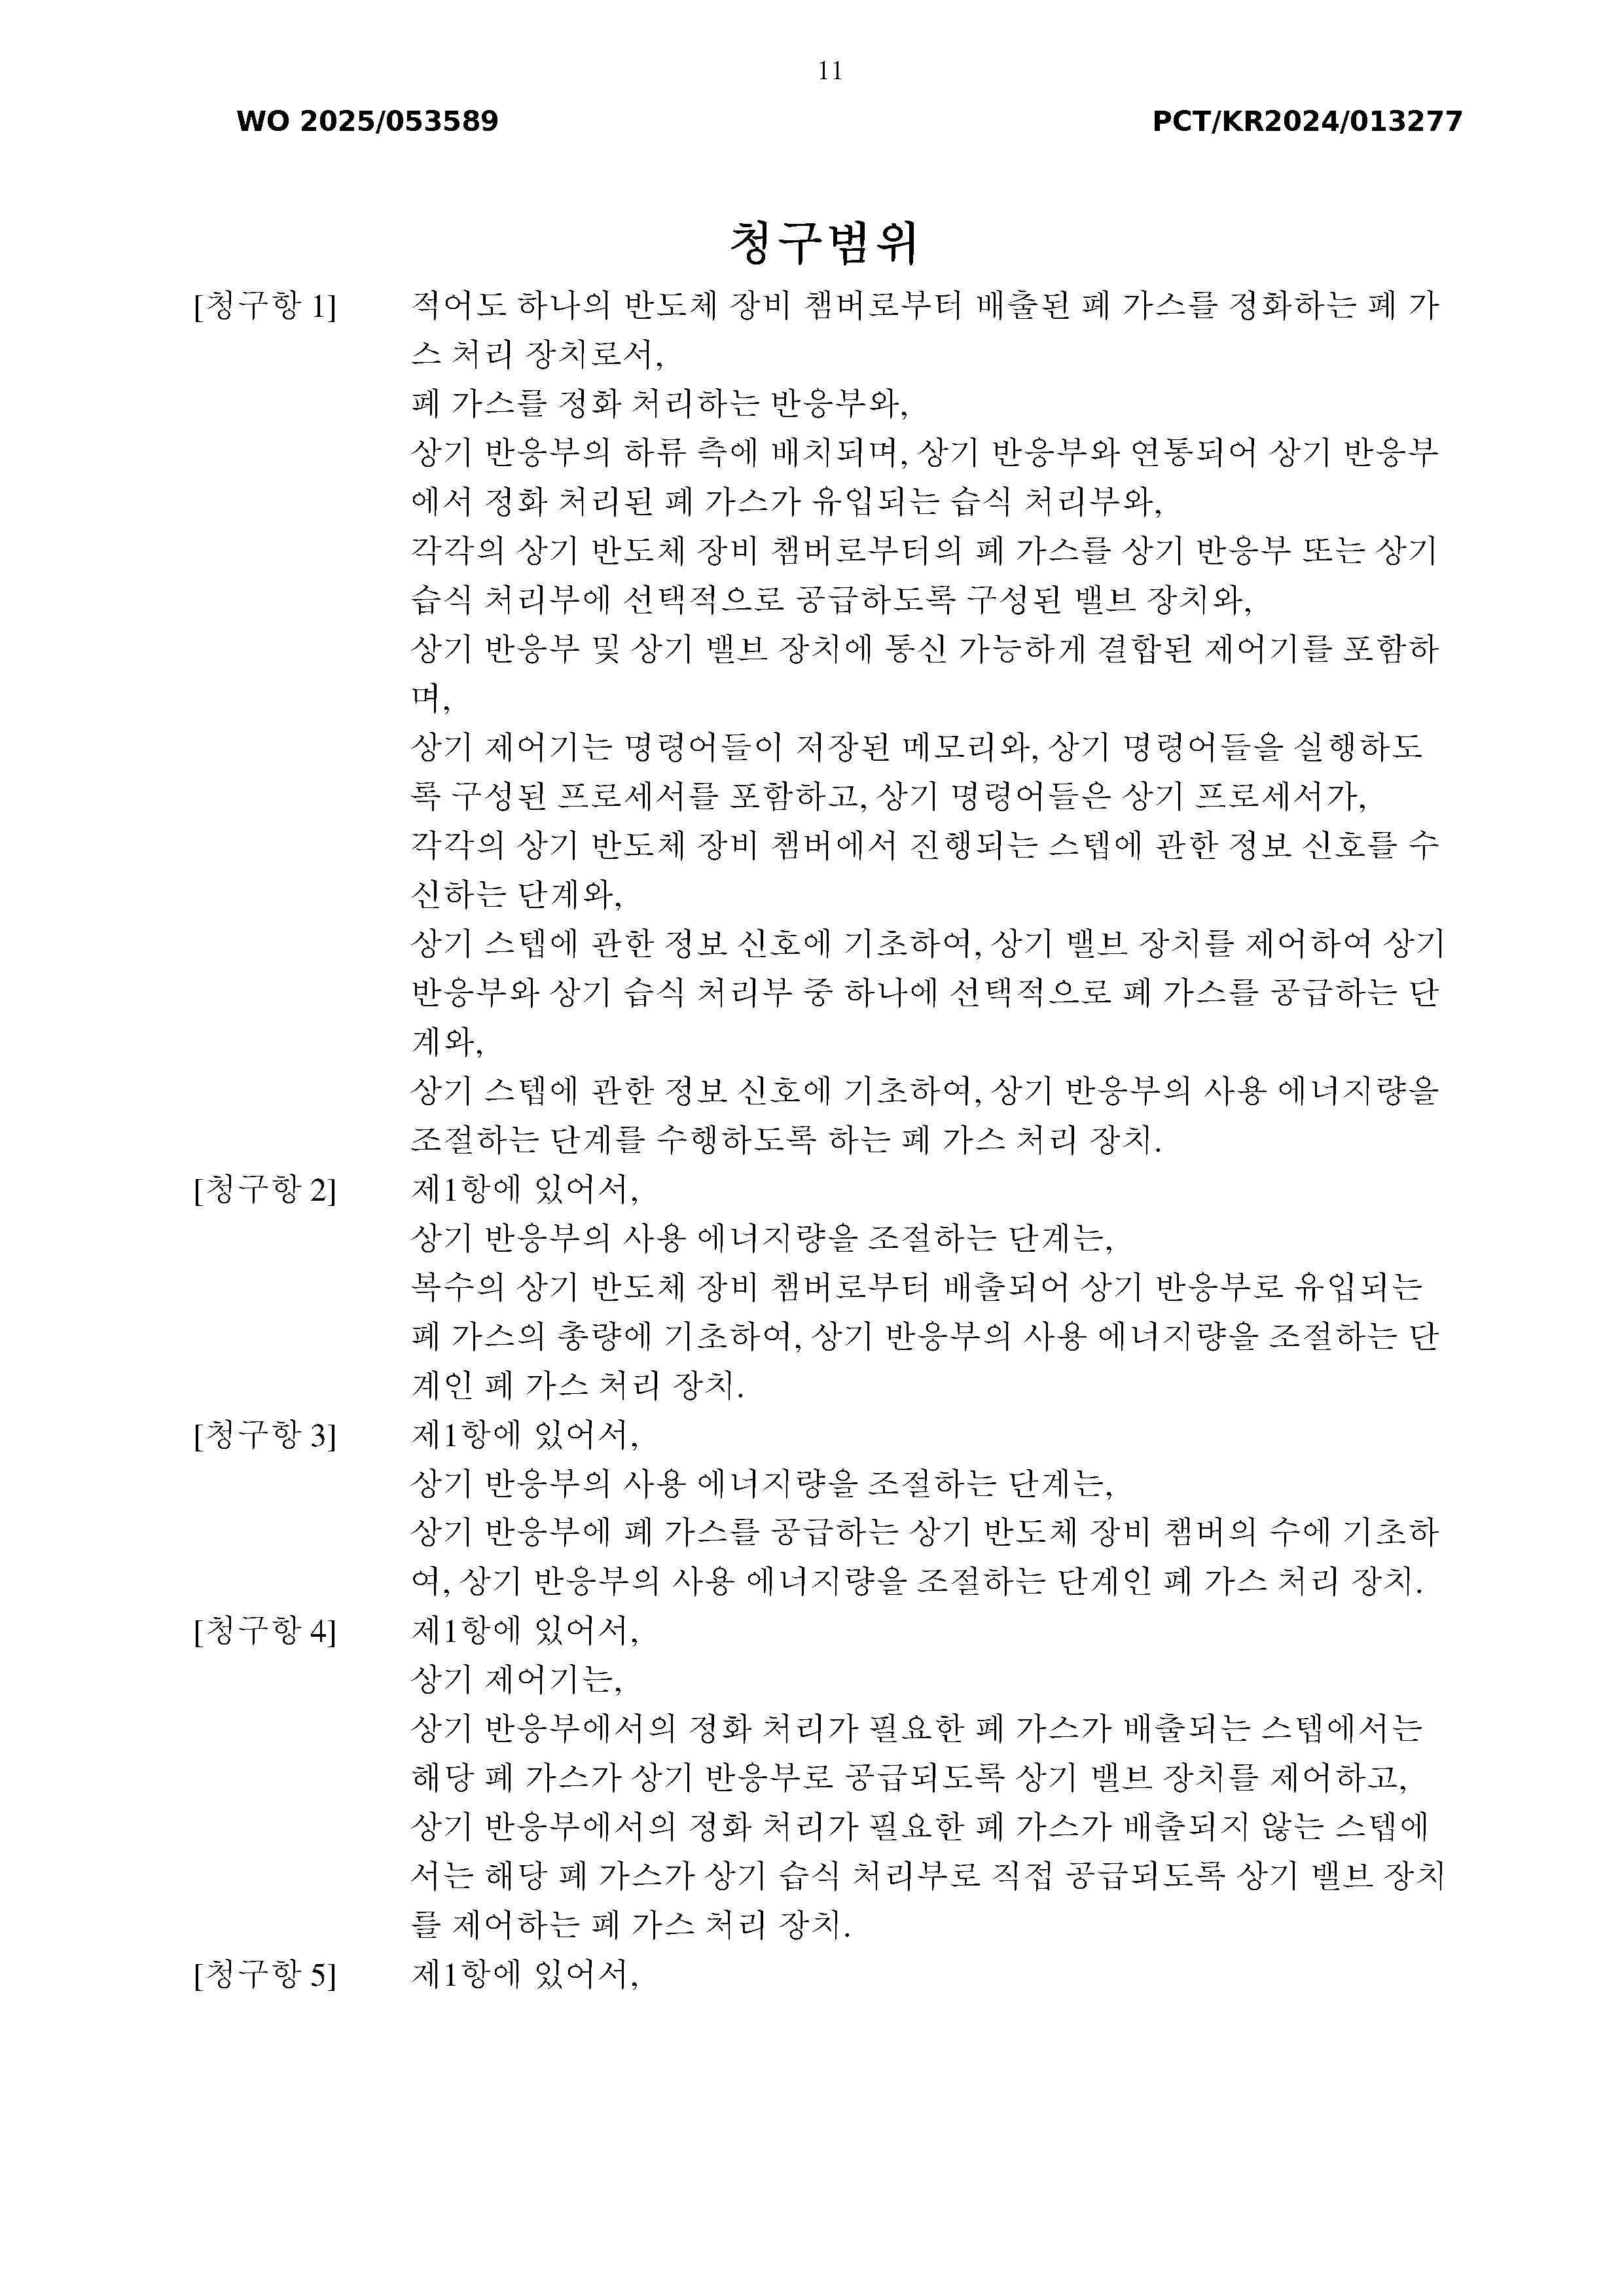 11
WO 2025/053589 PCT/KR2024/013277
청구범위
[청구항 1] 적어도 하나의 반도체 장비 챔버로부터 배출된 폐 가스를 정화하는 폐 가
스 처리 장치로서,
폐 가스를 정화 처리하는 반응부와,
상기 반응부의 하류 측에 배치되며, 상기 반응부와 연통되어 상기 반응부
에서 정화 처리된 폐 가스가 유입되는 습식 처리부와,
각각의 상기 반도체 장비 챔버로부터의 폐 가스를 상기 반응부 또는 상기
습식 처리부에 선택적으로 공급하도록 구성된 밸브 장치와,
상기 반응부 및 상기 밸브 장치에 통신 가능하게 결합된 제어기를 포함하
며,
상기 제어기는 명령어들이 저장된 메모리와, 상기 명령어들을 실행하도
록 구성된 프로세서를 포함하고, 상기 명령어들은 상기 프로세서가,
각각의 상기 반도체 장비 챔버에서 진행되는 스텝에 관한 정보 신호를 수
신하는 단계와,
상기 스텝에 관한 정보 신호에 기초하여, 상기 밸브 장치를 제어하여 상기
반응부와 상기 습식 처리부 중 하나에 선택적으로 폐 가스를 공급하는 단
계와,
상기 스텝에 관한 정보 신호에 기초하여, 상기 반응부의 사용 에너지량을
조절하는 단계를 수행하도록 하는 폐 가스 처리 장치.
[청구항 2] 제1항에 있어서,
상기 반응부의 사용 에너지량을 조절하는 단계는,
복수의 상기 반도체 장비 챔버로부터 배출되어 상기 반응부로 유입되는
폐 가스의 총량에 기초하여, 상기 반응부의 사용 에너지량을 조절하는 단
계인 폐 가스 처리 장치.
[청구항 3] 제1항에 있어서,
상기 반응부의 사용 에너지량을 조절하는 단계는,
상기 반응부에 폐 가스를 공급하는 상기 반도체 장비 챔버의 수에 기초하
여, 상기 반응부의 사용 에너지량을 조절하는 단계인 폐 가스 처리 장치.
[청구항 4] 제1항에 있어서,
상기 제어기는,
상기 반응부에서의 정화 처리가 필요한 폐 가스가 배출되는 스텝에서는
해당 폐 가스가 상기 반응부로 공급되도록 상기 밸브 장치를 제어하고,
상기 반응부에서의 정화 처리가 필요한 폐 가스가 배출되지 않는 스텝에
서는 해당 폐 가스가 상기 습식 처리부로 직접 공급되도록 상기 밸브 장치
를 제어하는 폐 가스 처리 장치.
[청구항 5] 제1항에 있어서,